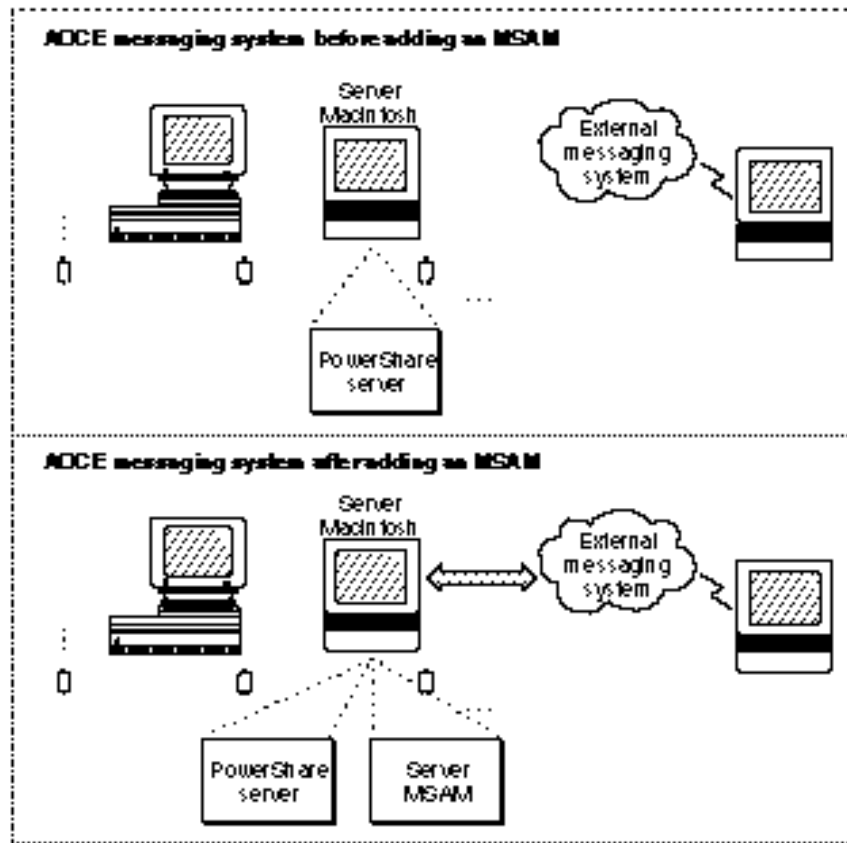 AOCE messaging system before adding an MSAM
Server
Macintosh
External
messaging
system
...
PowerShare
server
AOCE messaging system after adding an MSAM
Server
Macintosh
External
messaging
system
...
PowerShare
server
Server
MSAM